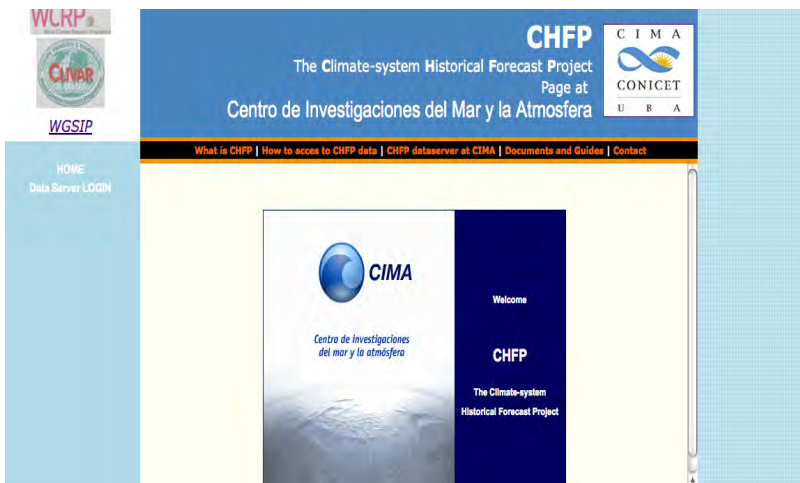 WCRP
CLIVAR
WGSIP
HOME
Data Server LOGIN
CHFP
The Climate-system Historical Forecast Project
Page at
Centro de Investigaciones del Mar y la Atmosfera
C I M A
CONICET
U B A
What is CHFP | How to acces to CHFP data | CHFP dataserver at CIMA | Documents and Guides | Contact
CIMA
Centro de investigaciones
del mar y la atmósfera
Welcome
CHFP
The Climate-system
Historical Forecast Project